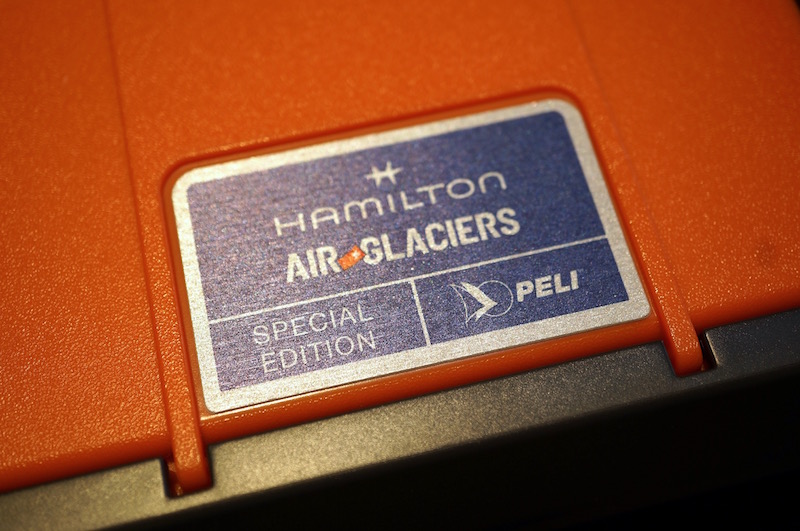 HAMILTON
AIR GLACIERS
SPECIAL
EDITION
PELI